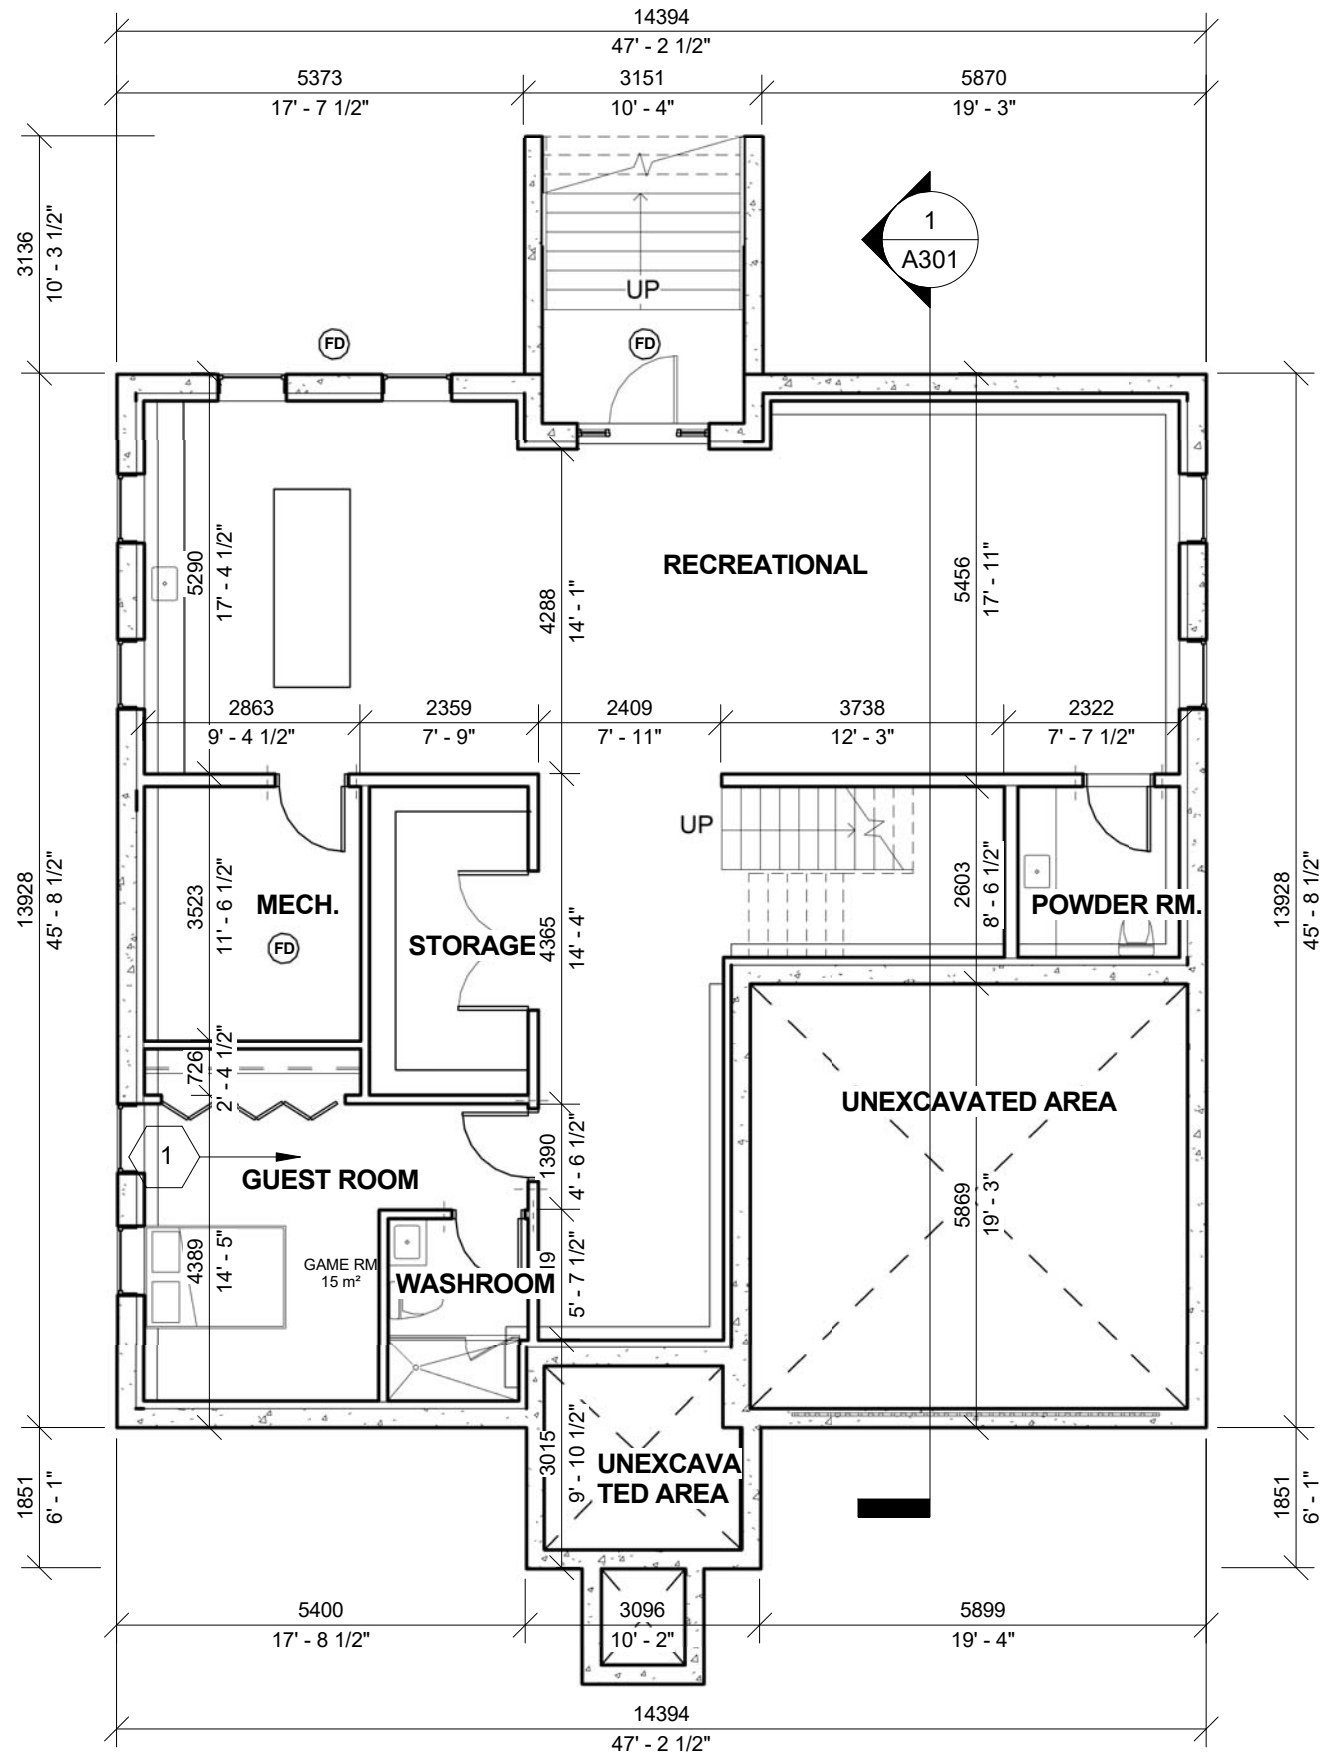 14394
47' - 2 1/2"
5373
17' - 7 1/2"
3151
10' - 4"
5870
19' - 3"
3136
10' - 3 1/2"
1
A301
UP
FD
FD
13928
45' - 8 1/2"
5290
17' - 4 1/2"
4288
14' - 1"
RECREATIONAL
5456
17' - 11"
13928
45' - 8 1/2"
2863
9' - 4 1/2"
2359
7' - 9"
2409
7' - 11"
3738
12' - 3"
2322
7' - 7 1/2"
UP
3523
11' - 6 1/2"
MECH.
FD
STORAGE
4365
14' - 4"
2603
8' - 6 1/2"
POWDER RM.
726
2' - 4 1/2"
UNEXCAVATED AREA
1
GUEST ROOM
1390
4' - 6 1/2"
5869
19' - 3"
4389
14' - 5"
GAME RM
15 m²
WASHROOM
19
5' - 7 1/2"
3015
9' - 10 1/2"
UNEXCAVA
TED AREA
1851
6' - 1"
1851
6' - 1"
5400
17' - 8 1/2"
3096
10' - 2"
5899
19' - 4"
14394
47' - 2 1/2"